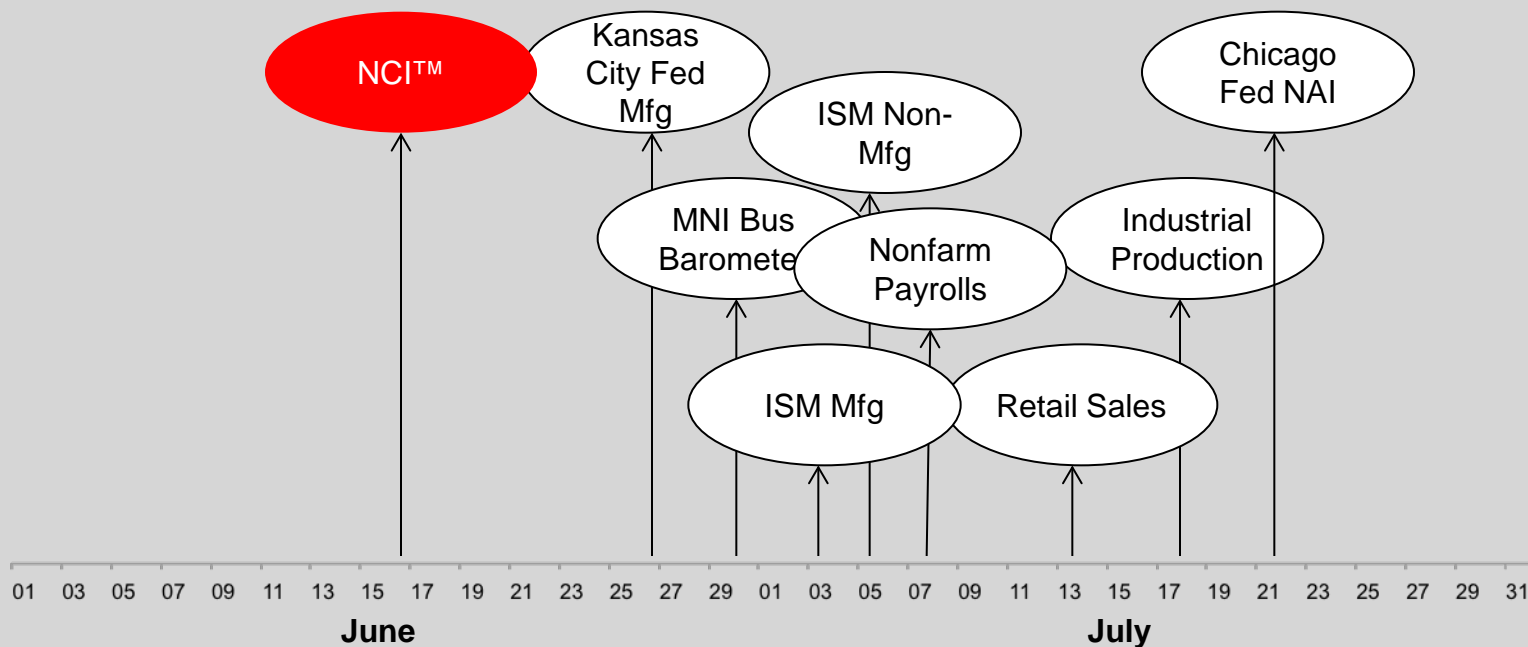 NCI™
Kansas
City Fed
Mfg
ISM Non-
Mfg
Chicago
Fed NAI
MNI Bus
Baromete
Nonfarm
Payrolls
Industrial
Production
ISM Mfg
Retail Sales
01 03 05 07 09 11 13 15 17 19 21 23 25 27 29 01 03 05 07 09 11 13 15 17 19 21 23 25 27 29 31
June July